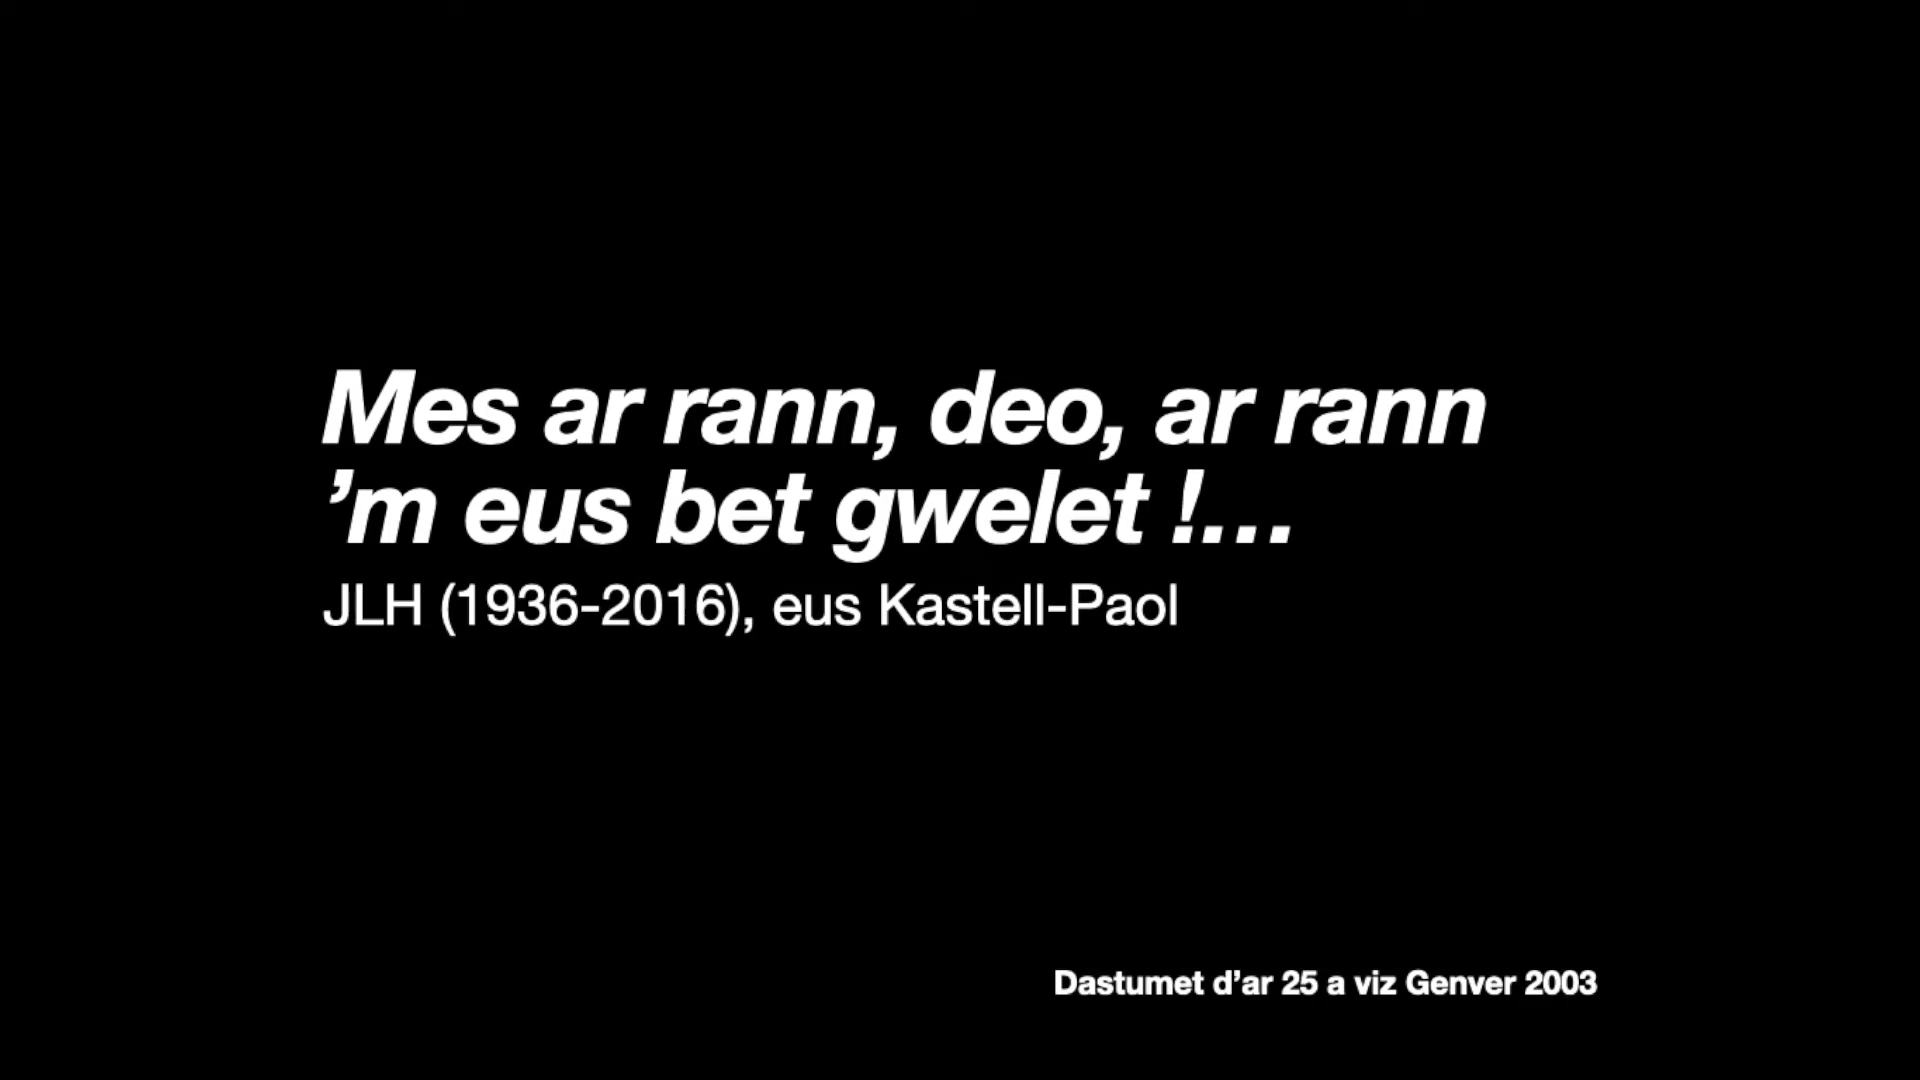 Mes ar rann, deo, ar rann
’m eus bet gwelet !…
JLH (1936-2016), eus Kastell-Paol
Dastumet d’ar 25 a viz Genver 2003